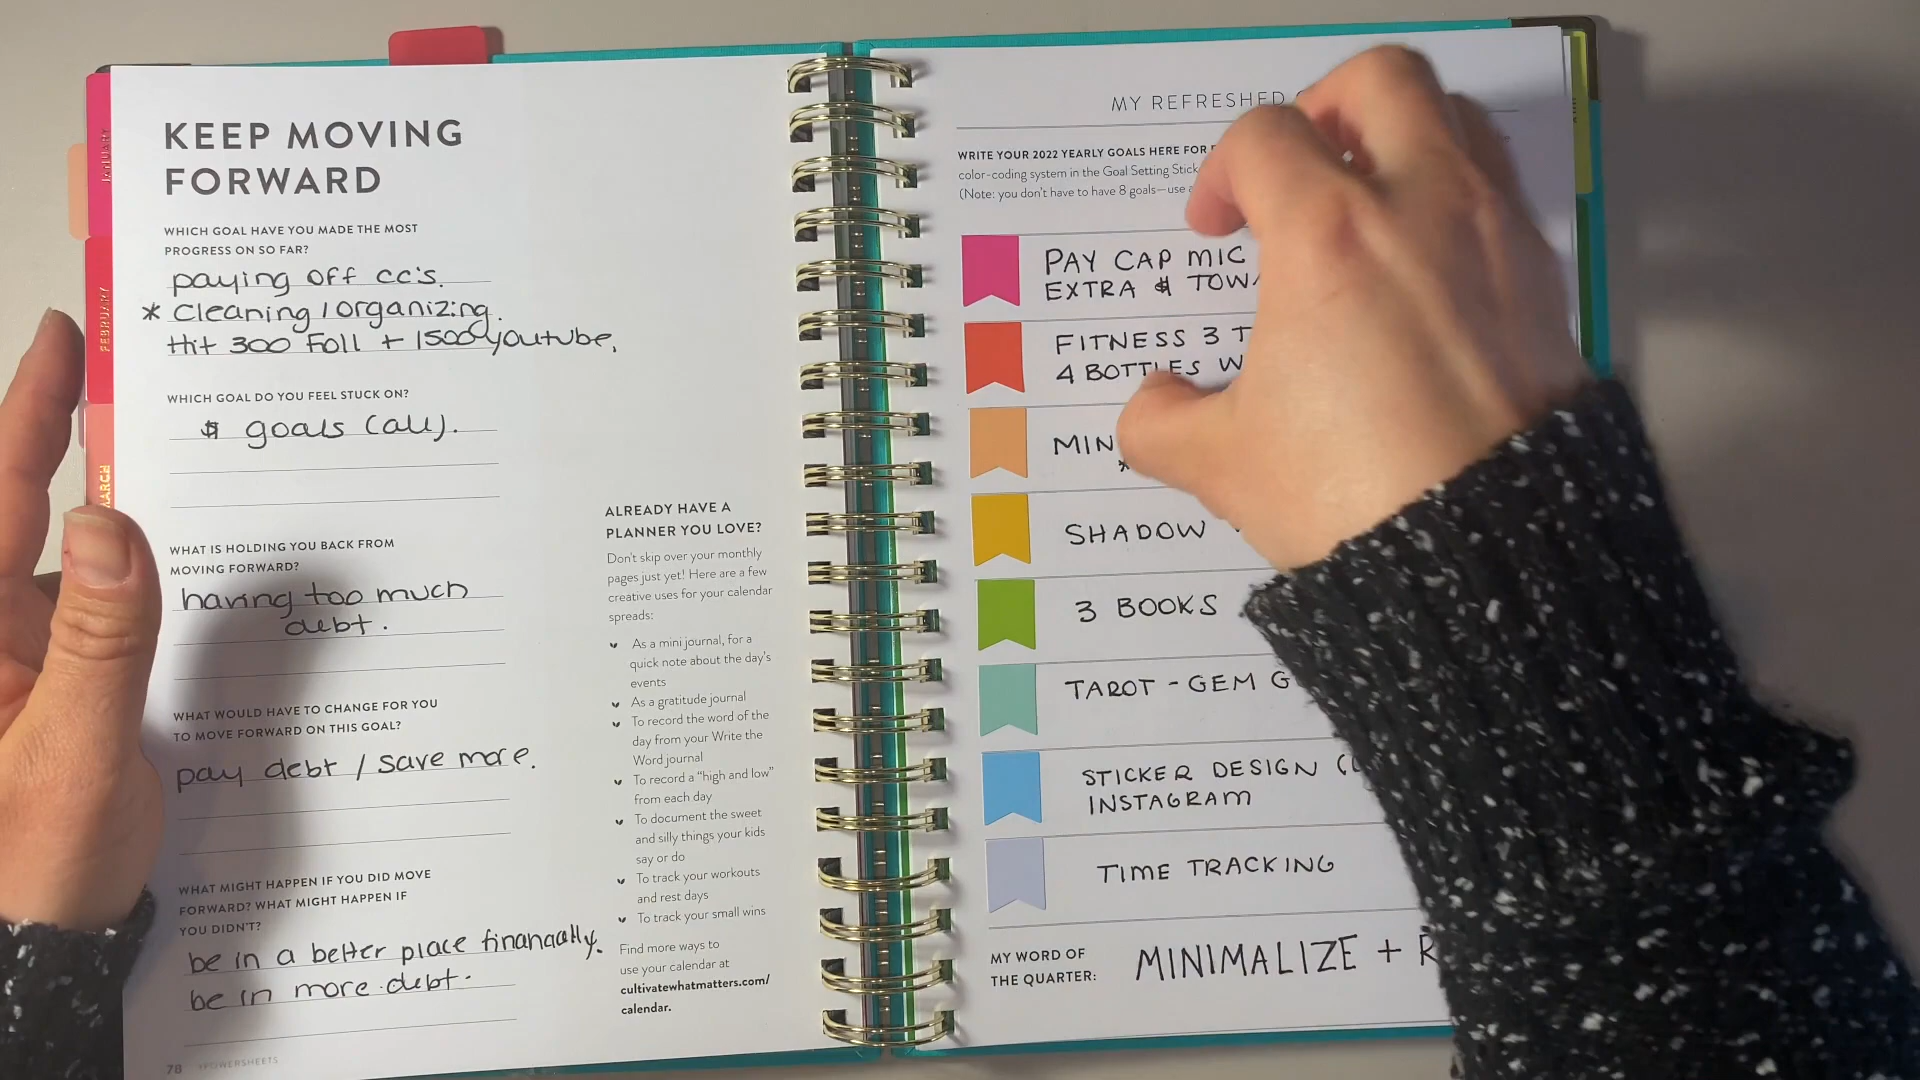 KEEP MOVING
FORWARD
WHICH GOAL HAVE YOU MADE THE MOST
PROGRESS ON SO FAR?
paying off cc's.
* cleaning / organizing.
Hit 300 Foll + 1500 youtube.
WHICH GOAL DO YOU FEEL STUCK ON?
$ goals (all).
WHAT IS HOLDING YOU BACK FROM
MOVING FORWARD?
having too much
debt.
WHAT WOULD HAVE TO CHANGE FOR YOU
TO MOVE FORWARD ON THIS GOAL?
pay debt / save more.
WHAT MIGHT HAPPEN IF YOU DID MOVE
FORWARD? WHAT MIGHT HAPPEN IF
YOU DIDN'T?
be in a better place financially.
be in more debt.
78 POWERSHEETS
ALREADY HAVE A
PLANNER YOU LOVE?
Don't skip over your monthly
pages just yet! Here are a few
creative uses for your calendar
spreads:
As a mini journal, for a
quick note about the day's
events
As a gratitude journal
To record the word of the
day from your Write the
Word journal
To record a "high and low"
from each day
To document the sweet
and silly things your kids
say or do
To track your workouts
and rest days
To track your small wins
Find more ways to
use your calendar at
cultivatewhatmatters.com/
calendar.
MY REFRESHED
WRITE YOUR 2022 YEARLY GOALS HERE FOR
color-coding system in the Goal Setting
(Note: you don't have to have 8 goals—use
PAY CAP MIC
EXTRA $
FITNESS 3
4 BOTTLES
SHADOW
3 BOOKS
TAROT - GEM
STICKER DESIGN
INSTAGRAM
TIME TRACKING
MY WORD OF
THE QUARTER:
MINIMALIZE +
JANUARY
FEBRUARY
MARCH